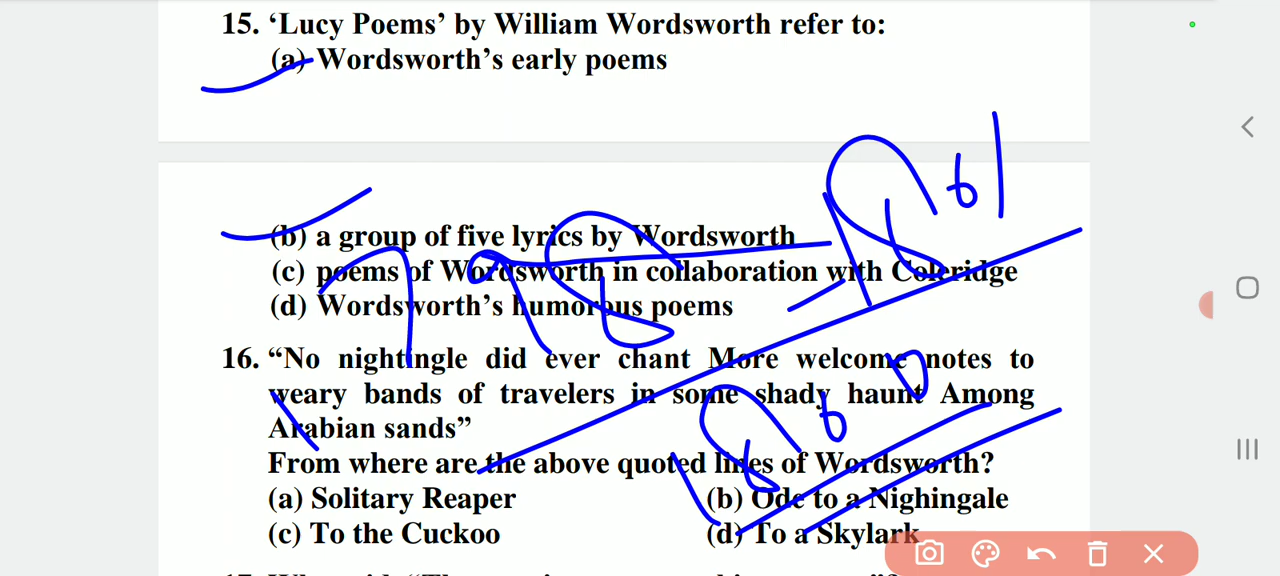 15. ‘Lucy Poems’ by William Wordsworth refer to:
(a) Wordsworth’s early poems
(b) a group of five lyrics by Wordsworth
(c) poems of Wordsworth in collaboration with Coleridge
(d) Wordsworth’s humorous poems
16. “No nightingle did ever chant More welcome notes to
weary bands of travelers in some shady haunt Among
Arabian sands”
From where are the above quoted lines of Wordsworth?
(a) Solitary Reaper (b) Ode to a Nighingale
(c) To the Cuckoo (d) To a Skylark